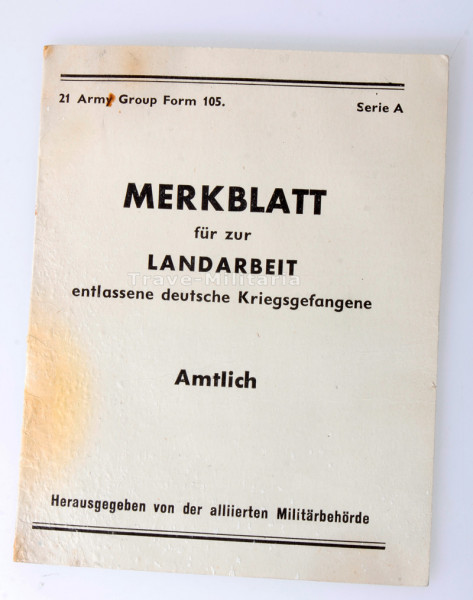 21 Army Group Form 105. Serie A
MERKBLATT
für zur
LANDARBEIT
Trave-Militaria
entlassene deutsche Kriegsgefangene
Amtlich
Herausgegeben von der alliierten Militärbehörde